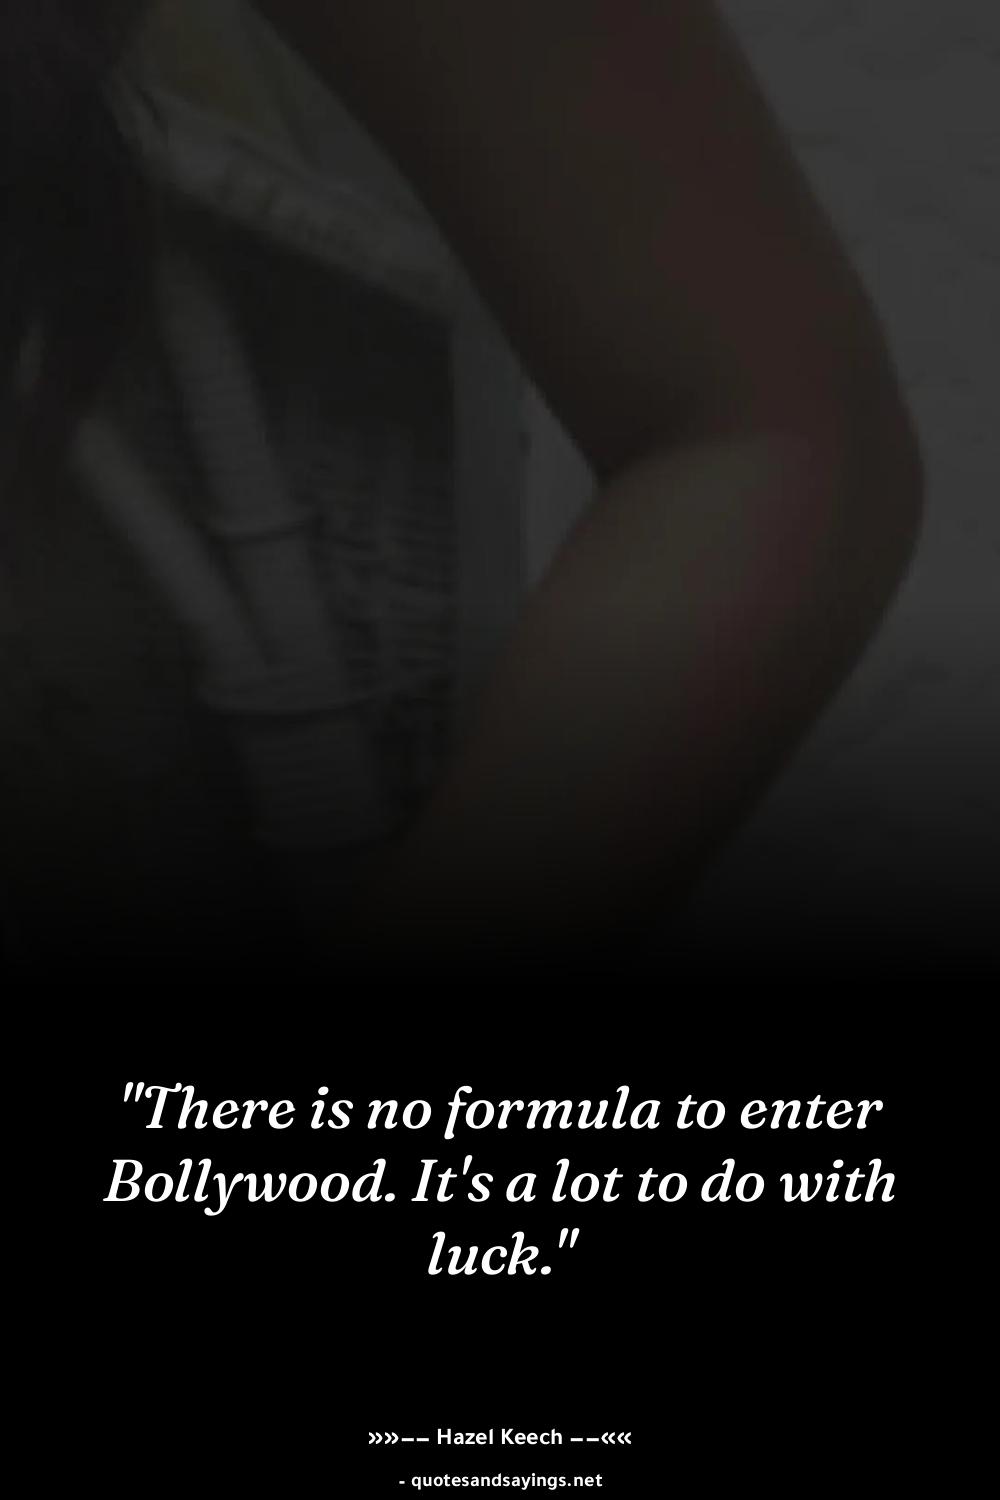 "There is no formula to enter
Bollywood. It's a lot to do with
luck."
»»–– Hazel Keech ––««
- quotesandsayings.net